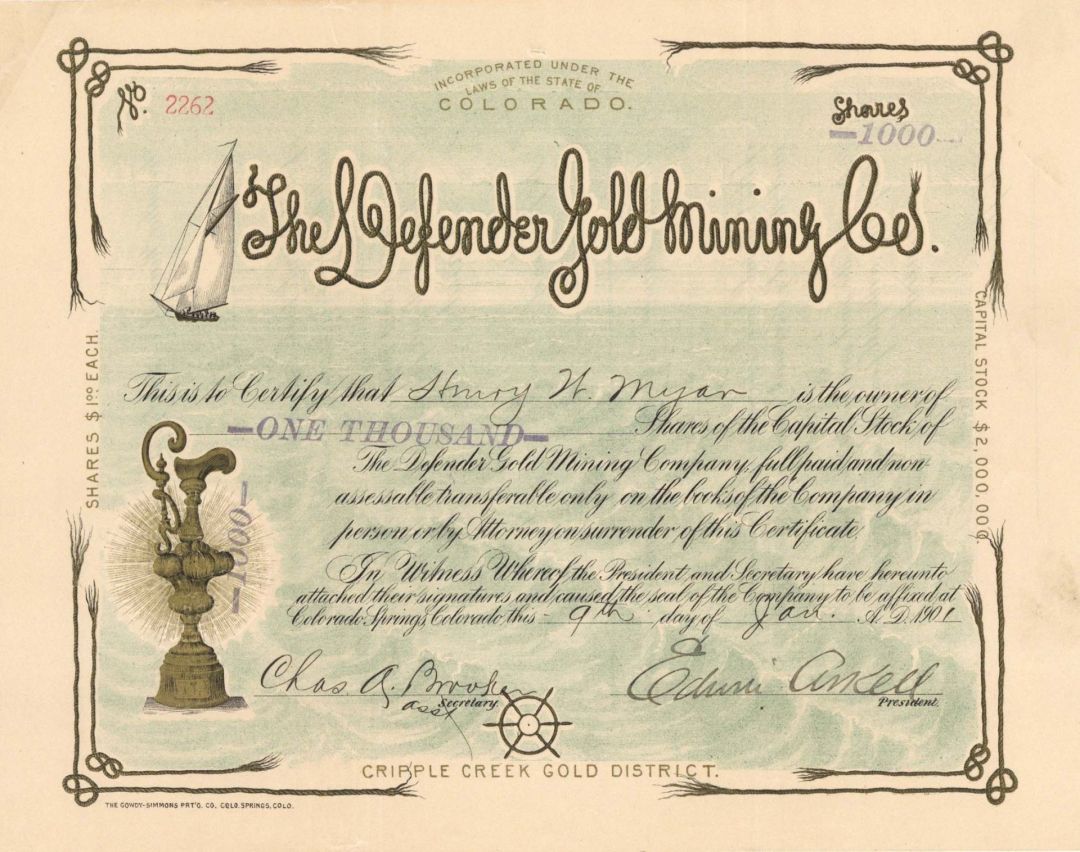 INCORPORATED UNDER THE
LAWS OF THE STATE OF
COLORADO.
No. 2262
Shares
-1000-
The Defender Gold Mining Co.
SHARES $1.00 EACH.
CAPITAL STOCK $2,000,000.
This is to Certify that Henry W. Myar is the owner of
-ONE THOUSAND- Shares of the Capital Stock of
The Defender Gold Mining Company, full paid and non-
assessable transferable only on the books of the Company in
person or by Attorney on surrender of this Certificate.
-1000-
In Witness Whereof the President and Secretary have hereunto
attached their signatures and caused the seal of the Company to be affixed at
Colorado Springs, Colorado, this 9th day of Jan. A.D. 1901
Chas. A. Asst Secretary.
Edwin Arkell President.
CRIPPLE CREEK GOLD DISTRICT.
THE GOWDY-SIMMONS PRT'G. CO. COLO. SPRINGS, COLO.